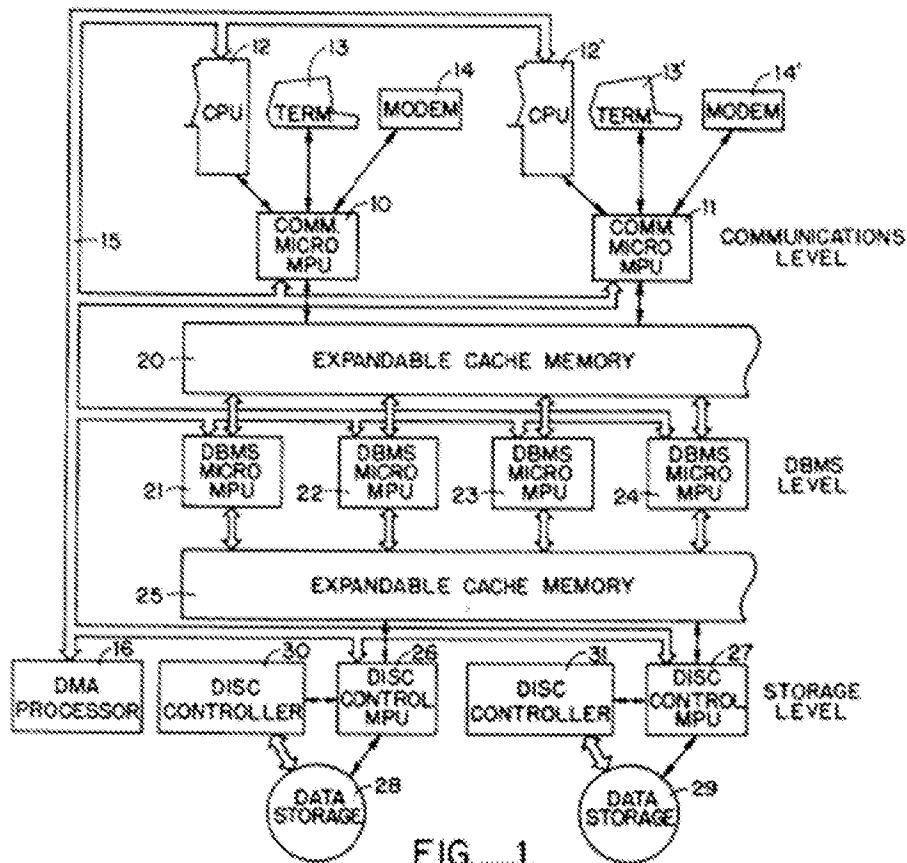 12
13
14
12'
13'
14'
CPU
TERM
MODEM
CPU
TERM
MODEM
10
11
COMM.
MICRO
MPU
COMM.
MICRO
MPU
COMMUNICATIONS
LEVEL
15
20
EXPANDABLE CACHE MEMORY
DBMS
MICRO
MPU
DBMS
MICRO
MPU
DBMS
MICRO
MPU
DBMS
MICRO
MPU
21
22
23
24
DBMS
LEVEL
25
EXPANDABLE CACHE MEMORY
16
30
26
31
27
DMA
PROCESSOR
DISC
CONTROLLER
DISC
CONTROL
MPU
DISC
CONTROLLER
DISC
CONTROL
MPU
STORAGE
LEVEL
DATA
STORAGE
28
DATA
STORAGE
29
FIG. 1